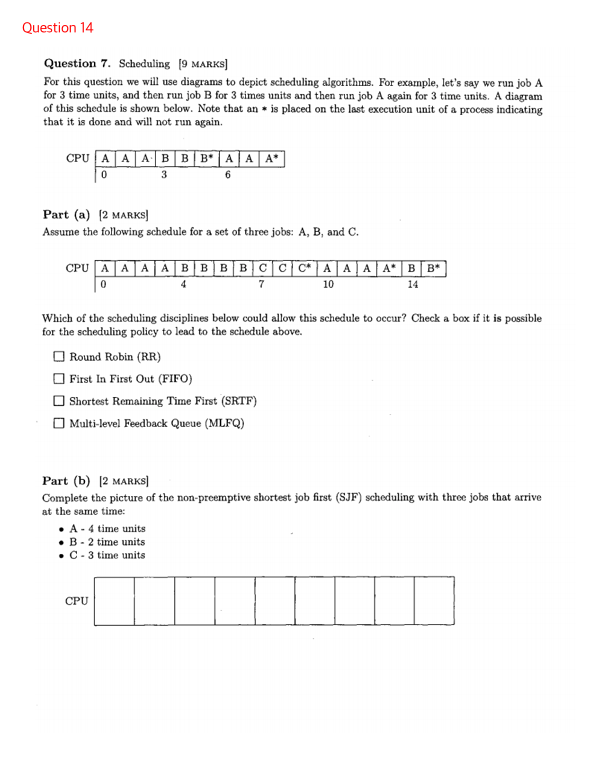 Question 14
Question 7. Scheduling [9 MARKS]
For this question we will use diagrams to depict scheduling algorithms. For example, let's say we run job A
for 3 time units, and then run job B for 3 times units and then run job A again for 3 time units. A diagram
of this schedule is shown below. Note that an * is placed on the last execution unit of a process indicating
that it is done and will not run again.
CPU A A A B B B* A A A*
0 3 6
Part (a) [2 MARKS]
Assume the following schedule for a set of three jobs: A, B, and C.
CPU A A A A B B B B C C C* A A A A* B B*
0 4 7 10 14
Which of the scheduling disciplines below could allow this schedule to occur? Check a box if it is possible
for the scheduling policy to lead to the schedule above.
Round Robin (RR)
First In First Out (FIFO)
Shortest Remaining Time First (SRTF)
Multi-level Feedback Queue (MLFQ)
Part (b) [2 MARKS]
Complete the picture of the non-preemptive shortest job first (SJF) scheduling with three jobs that arrive
at the same time:
• A - 4 time units
• B - 2 time units
• C - 3 time units
CPU